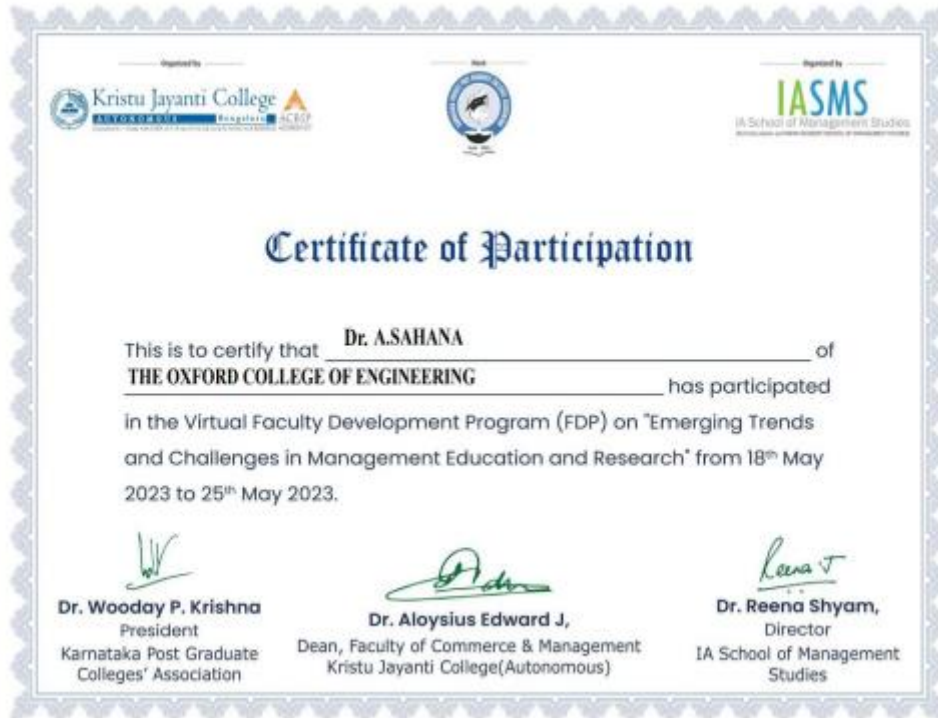 Organized by
Kristu Jayanti College
AUTONOMOUS Bengaluru
ACBSP
Organized by
IASMS
IA School of Management Studies
Certificate of Participation
This is to certify that Dr. A.SAHANA of
THE OXFORD COLLEGE OF ENGINEERING has participated
in the Virtual Faculty Development Program (FDP) on "Emerging Trends
and Challenges in Management Education and Research" from 18th May
2023 to 25th May 2023.
Reena J
Dr. Wooday P. Krishna
President
Karnataka Post Graduate
Colleges' Association
Dr. Aloysius Edward J,
Dean, Faculty of Commerce & Management
Kristu Jayanti College(Autonomous)
Dr. Reena Shyam,
Director
IA School of Management
Studies